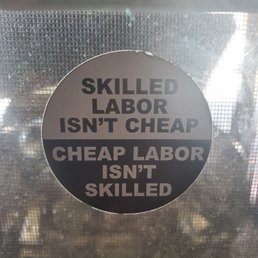 SKILLED
LABOR
ISN'T CHEAP
CHEAP LABOR
ISN'T
SKILLED